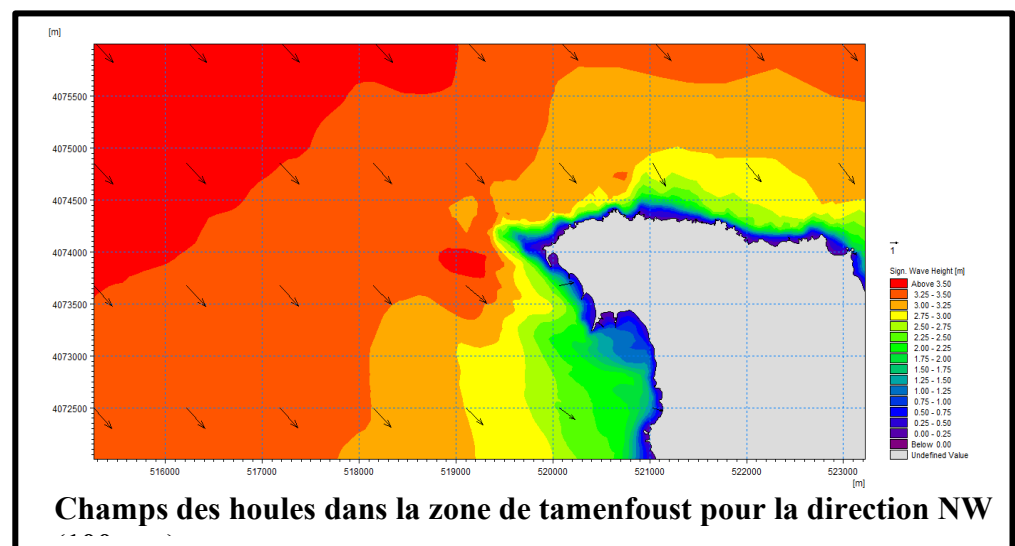 [m]
4075500
4075000
4074500
4074000
4073500
4073000
4072500
516000 517000 518000 519000 520000 521000 522000 523000
[m]
1
Sign. Wave Height [m]
Above 3.50
3.25 - 3.50
3.00 - 3.25
2.75 - 3.00
2.50 - 2.75
2.25 - 2.50
2.00 - 2.25
1.75 - 2.00
1.50 - 1.75
1.25 - 1.50
1.00 - 1.25
0.75 - 1.00
0.50 - 0.75
0.25 - 0.50
0.00 - 0.25
Below 0.00
Undefined Value
Champs des houles dans la zone de tamenfoust pour la direction NW